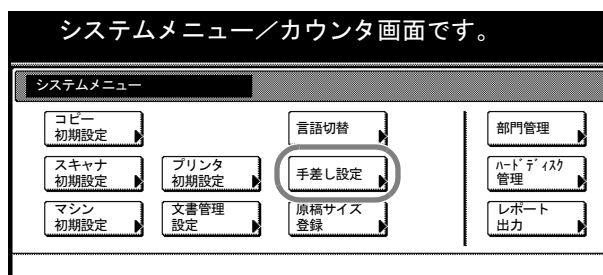 システムメニュー／カウンタ画面です。
システムメニュー
コピー
初期設定
言語切替
部門管理
スキャナ
初期設定
プリンタ
初期設定
手差し設定
ﾊｰﾄﾞﾃﾞｨｽｸ
管理
マシン
初期設定
文書管理
設定
原稿サイズ
登録
レポート
出力